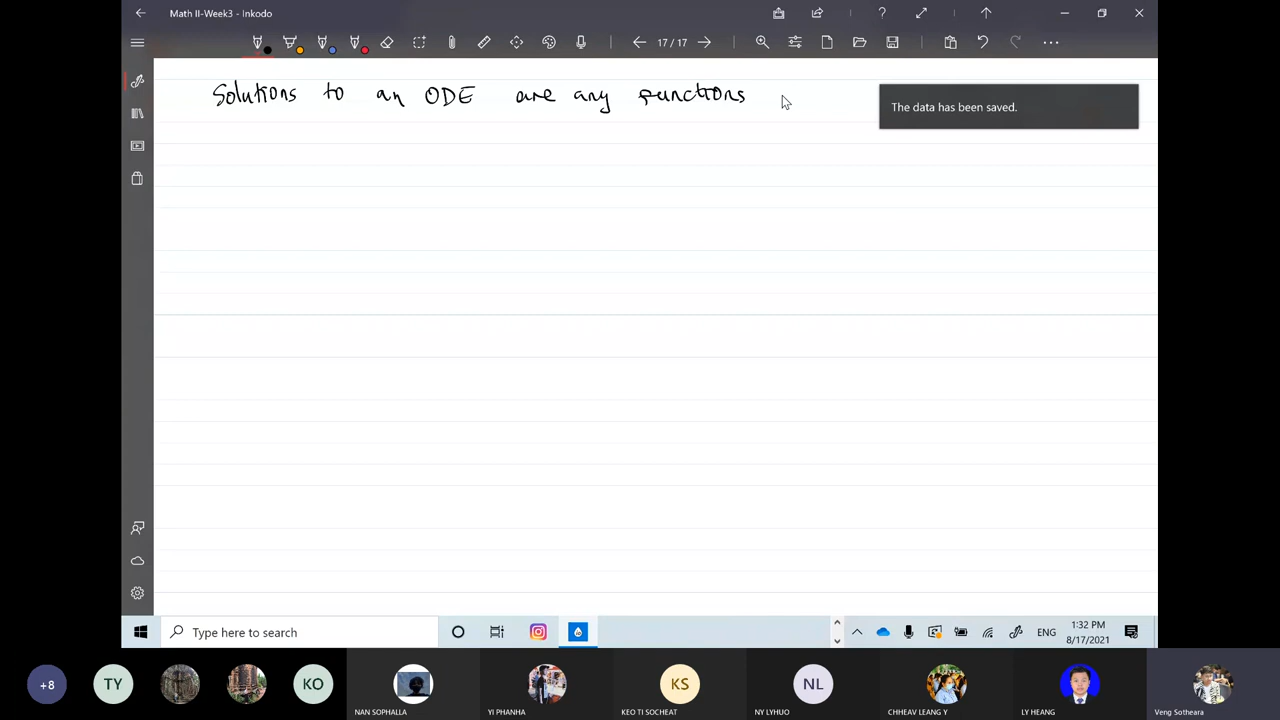 Math II-Week3 - Inkodo
17 / 17
Solutions to an ODE are any functions
The data has been saved.
Type here to search
ENG
1:32 PM
8/17/2021
+8
TY
KO
KS
NL
NAN SOPHALLA
YI PHANHA
KEO TI SOCHEAT
NY LYHUO
CHHEAV LEANG Y
LY HEANG
Veng Sotheara